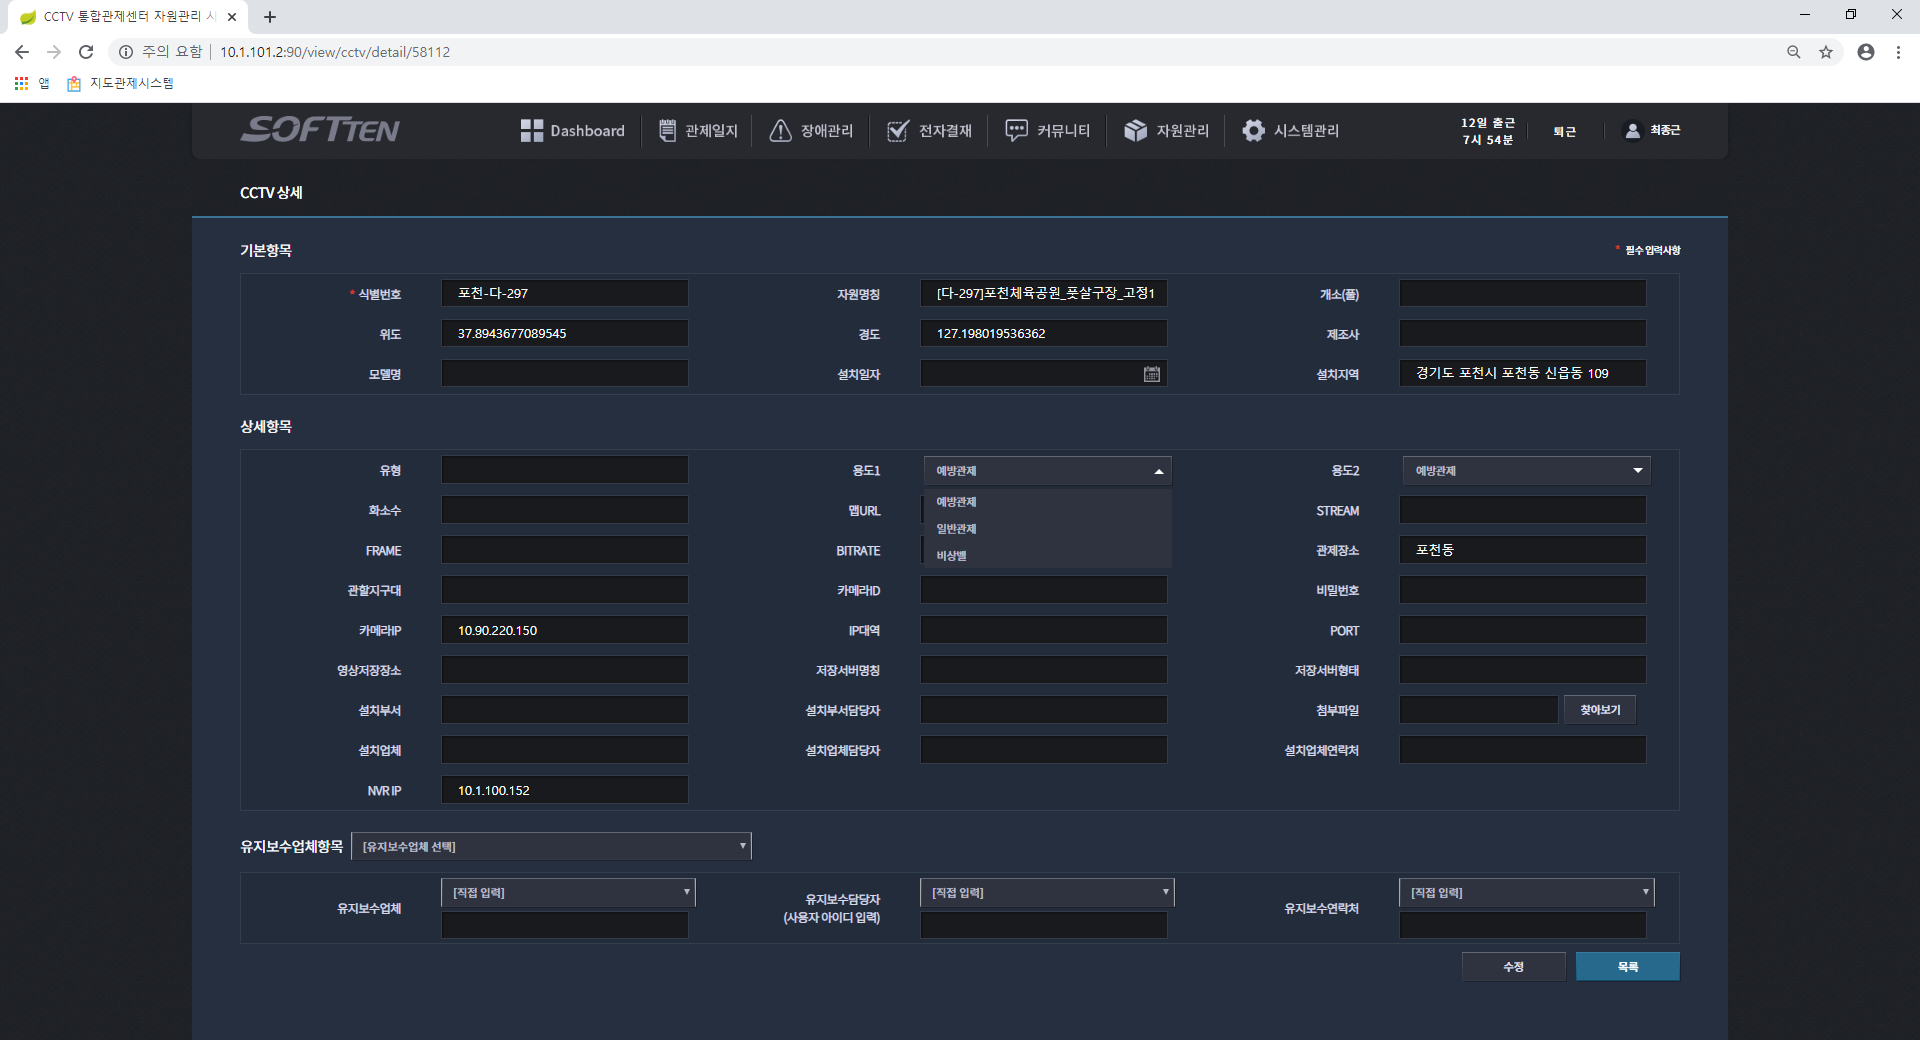 CCTV 통합관제센터 자원관리 시
주의 요함 10.1.101.2:90/view/cctv/detail/58112
앱 지도관제시스템
SOFTTEN
Dashboard 관제일지 장애관리 전자결재 커뮤니티 자원관리 시스템관리
12일 출근
7시 54분
퇴근 최종근
CCTV 상세
기본항목 * 필수 입력사항
* 식별번호 포천-다-297 자원명칭 [다-297]포천체육공원_풋살구장_고정1 개소(폴)
위도 37.8943677089545 경도 127.198019536362 제조사
모델명 설치일자 설치지역 경기도 포천시 포천동 신읍동 109
상세항목
유형 용도1 예방관제 용도2 예방관제
예방관제
화소수 맵URL STREAM
일반관제
FRAME BITRATE 비상벨 관제장소 포천동
관할지구대 카메라ID 비밀번호
카메라IP 10.90.220.150 IP대역 PORT
영상저장장소 저장서버명칭 저장서버형태
설치부서 설치부서담당자 첨부파일 찾아보기
설치업체 설치업체담당자 설치업체연락처
NVR IP 10.1.100.152
유지보수업체항목 [유지보수업체 선택]
유지보수업체 [직접 입력] 유지보수담당자 [직접 입력] 유지보수연락처 [직접 입력]
(사용자 아이디 입력)
수정 목록